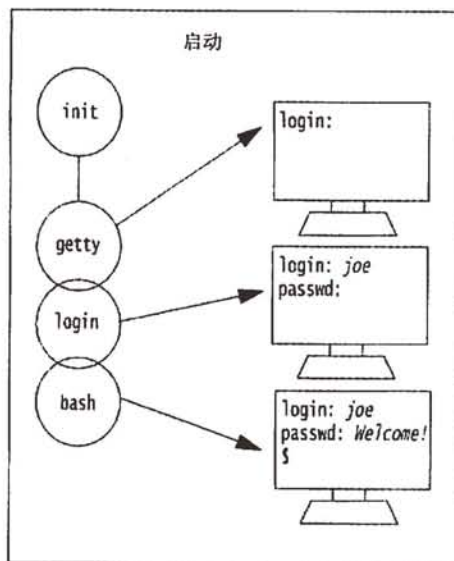 启动
init
getty
login
bash
login:
login: joe
passwd:
login: joe
passwd: Welcome!
$